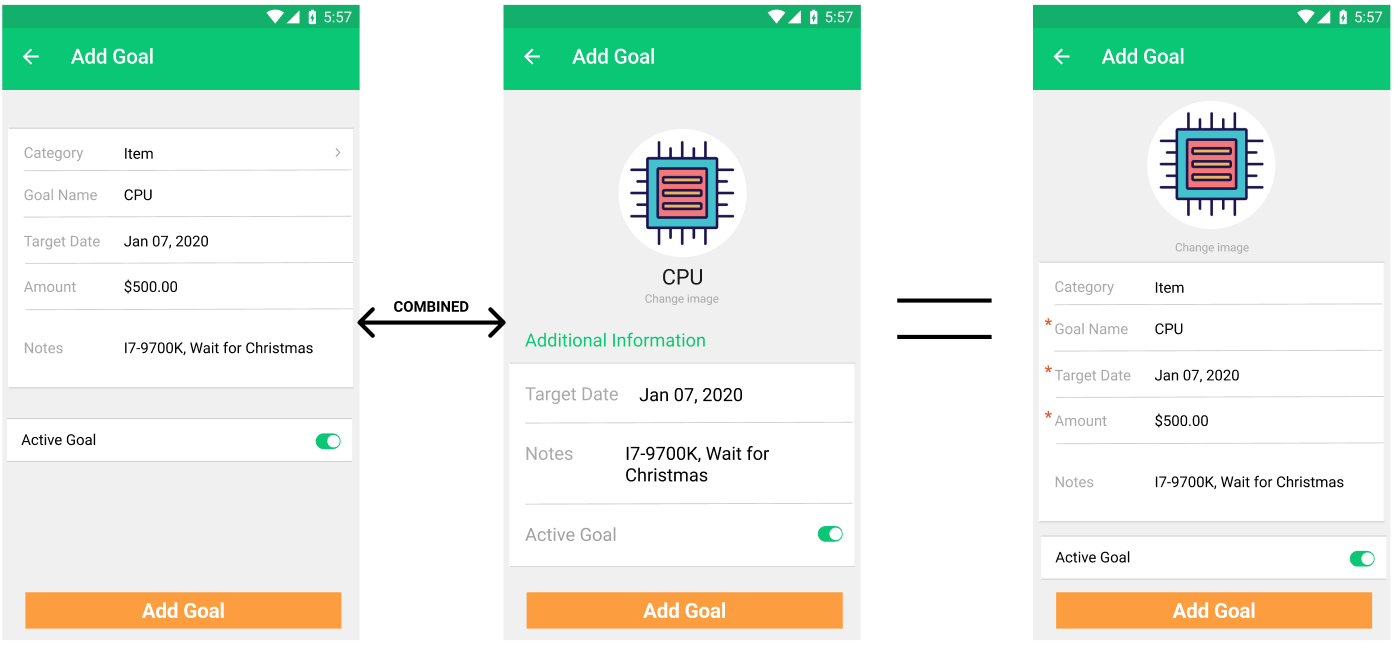 5:57
Add Goal
Category Item
Goal Name CPU
Target Date Jan 07, 2020
Amount $500.00
Notes I7-9700K, Wait for Christmas
Active Goal
Add Goal
COMBINED
5:57
Add Goal
CPU
Change image
Additional Information
Target Date Jan 07, 2020
Notes I7-9700K, Wait for
Christmas
Active Goal
Add Goal
5:57
Add Goal
Change image
Category Item
* Goal Name CPU
* Target Date Jan 07, 2020
* Amount $500.00
Notes I7-9700K, Wait for Christmas
Active Goal
Add Goal